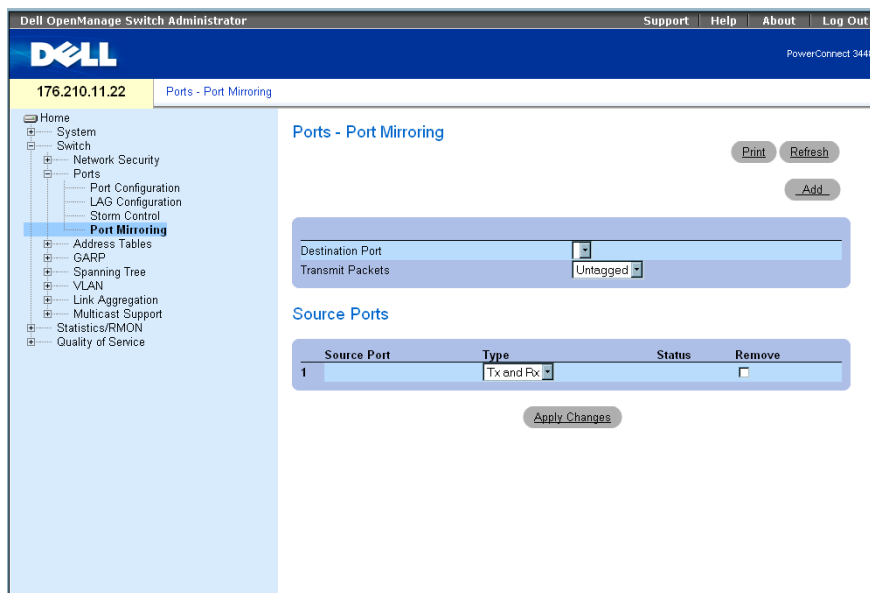 Dell OpenManage Switch Administrator
Support Help About Log Out
DELL
PowerConnect 3448
176.210.11.22
Ports - Port Mirroring
Home
System
Switch
Network Security
Ports
Port Configuration
LAG Configuration
Storm Control
Port Mirroring
Address Tables
GARP
Spanning Tree
VLAN
Link Aggregation
Multicast Support
Statistics/RMON
Quality of Service
Ports - Port Mirroring
Print Refresh
Add
Destination Port
Transmit Packets Untagged
Source Ports
Source Port Type Status Remove
1 Tx and Rx
Apply Changes